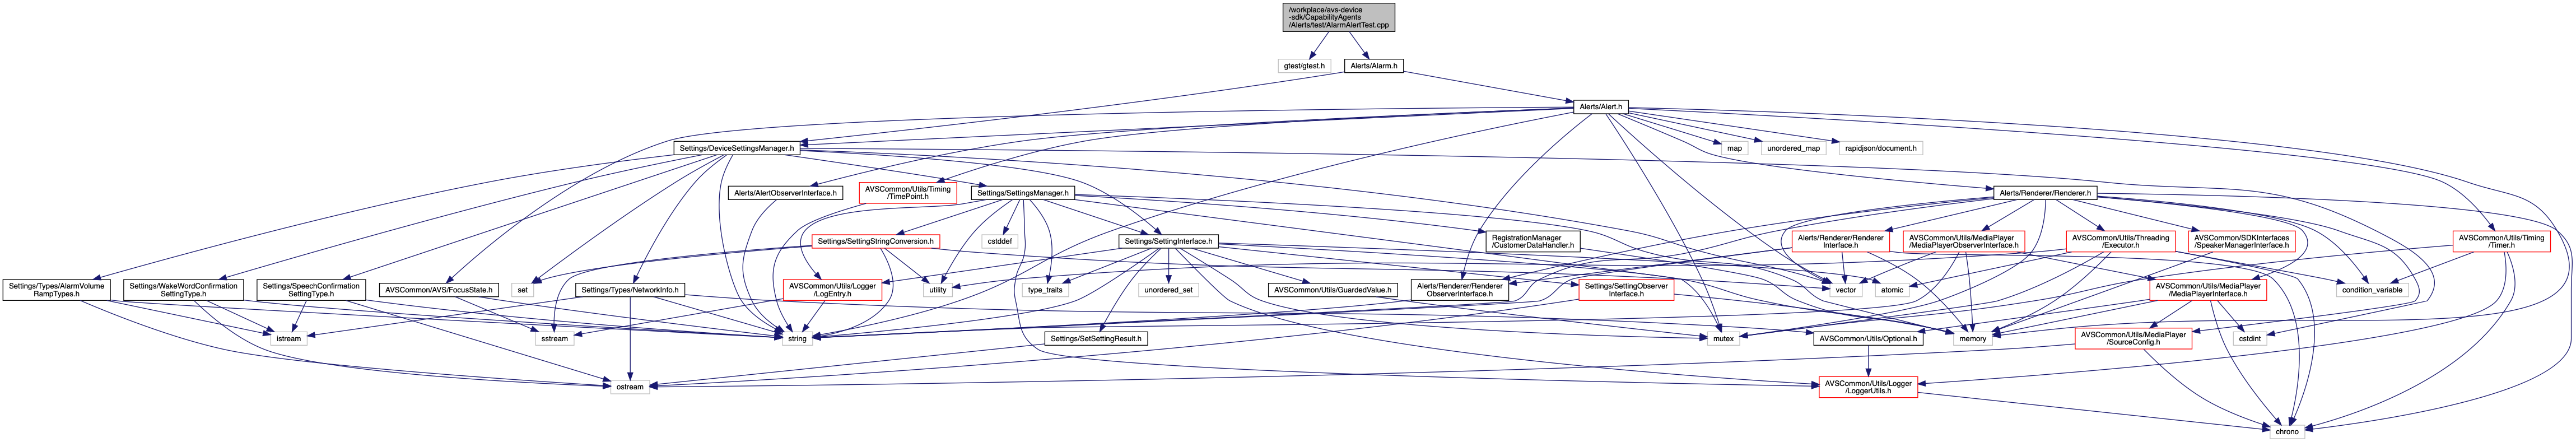 /workplace/avs-device
-sdk/CapabilityAgents
/Alerts/test/AlarmAlertTest.cpp
gtest/gtest.h
Alerts/Alarm.h
Alerts/Alert.h
Settings/DeviceSettingsManager.h
map
unordered_map
rapidjson/document.h
Alerts/AlertObserverInterface.h
AVSCommon/Utils/Timing
/TimePoint.h
Settings/SettingsManager.h
Alerts/Renderer/Renderer.h
Settings/SettingStringConversion.h
cstddef
Settings/SettingInterface.h
RegistrationManager
/CustomerDataHandler.h
Alerts/Renderer/Renderer
Interface.h
AVSCommon/Utils/MediaPlayer
/MediaPlayerObserverInterface.h
AVSCommon/Utils/Threading
/Executor.h
AVSCommon/SDKInterfaces
/SpeakerManagerInterface.h
AVSCommon/Utils/Timing
/Timer.h
Settings/Types/AlarmVolume
RampTypes.h
Settings/WakeWordConfirmation
SettingType.h
Settings/SpeechConfirmation
SettingType.h
AVSCommon/AVS/FocusState.h
set
Settings/Types/NetworkInfo.h
AVSCommon/Utils/Logger
/LogEntry.h
utility
type_traits
unordered_set
AVSCommon/Utils/GuardedValue.h
Alerts/Renderer/Renderer
ObserverInterface.h
Settings/SettingObserver
Interface.h
vector
atomic
AVSCommon/Utils/MediaPlayer
/MediaPlayerInterface.h
condition_variable
istream
sstream
string
Settings/SetSettingResult.h
mutex
AVSCommon/Utils/Optional.h
memory
AVSCommon/Utils/MediaPlayer
/SourceConfig.h
cstdint
ostream
AVSCommon/Utils/Logger
/LoggerUtils.h
chrono